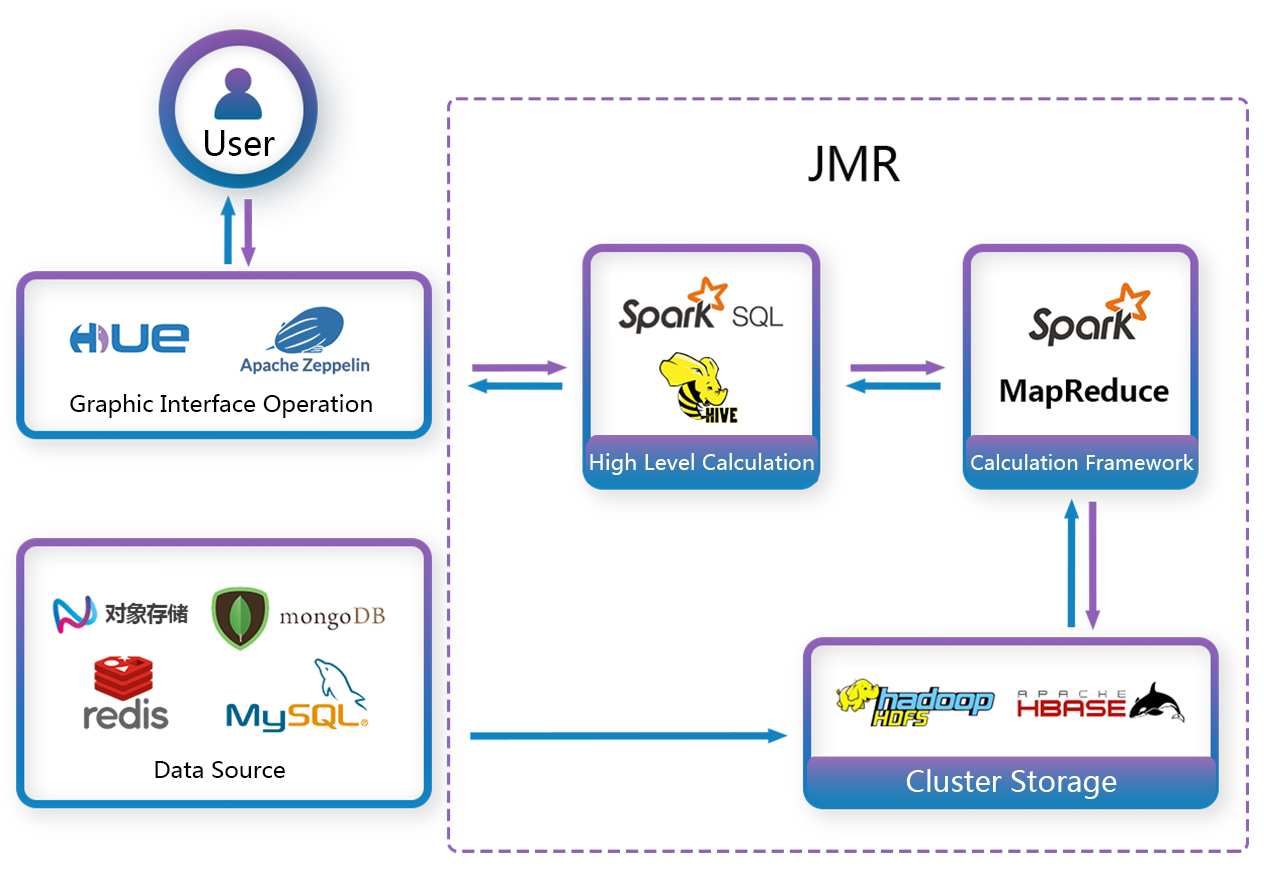 User
JMR
HUE
Apache Zeppelin
Graphic Interface Operation
Spark SQL
HIVE
High Level Calculation
Spark
MapReduce
Calculation Framework
对象存储
mongoDB
redis
MySQL®
Data Source
hadoop
HDFS
APACHE
HBASE
Cluster Storage